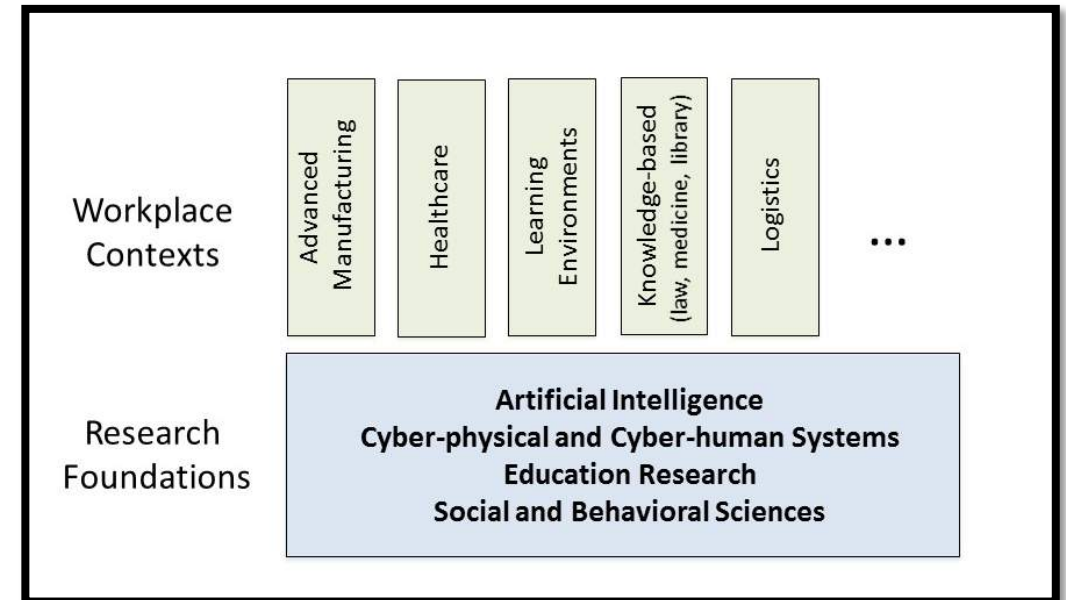 Workplace
Contexts
Advanced
Manufacturing
Healthcare
Learning
Environments
Knowledge-based
(law, medicine, library)
Logistics
...
Research
Foundations
Artificial Intelligence
Cyber-physical and Cyber-human Systems
Education Research
Social and Behavioral Sciences